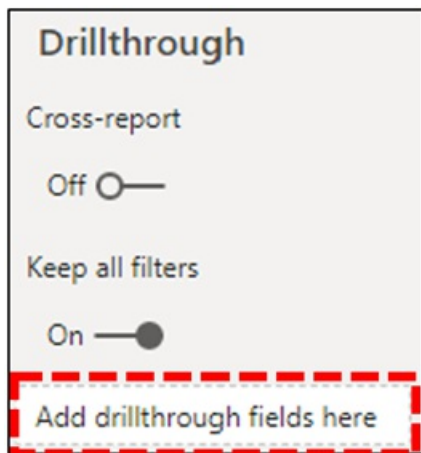 Drillthrough
Cross-report
Off
Keep all filters
On
Add drillthrough fields here